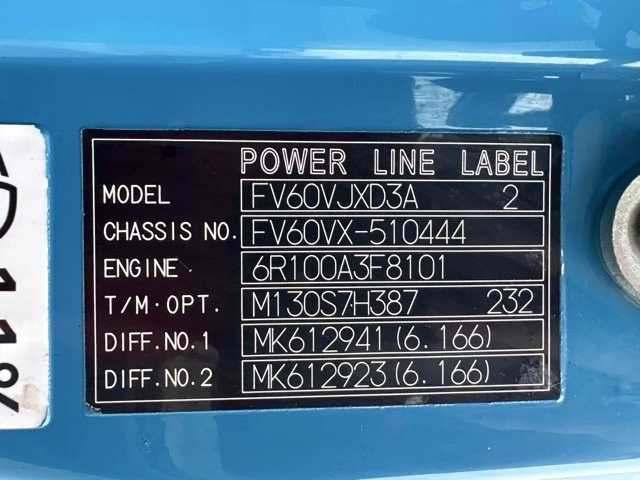 POWER LINE LABEL
MODEL FV60VJXD3A 2
CHASSIS NO. FV60VX-510444
ENGINE 6R100A3F8101
T/M·OPT. M130S7H387 232
DIFF.NO.1 MK612941(6.166)
DIFF.NO.2 MK612923(6.166)